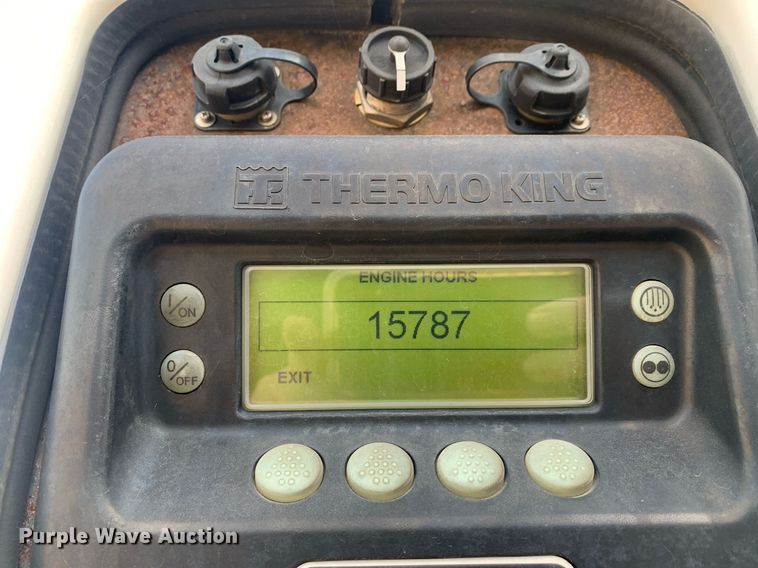 THERMO KING
ENGINE HOURS
I/ON
15787
O/OFF
EXIT
Purple Wave Auction